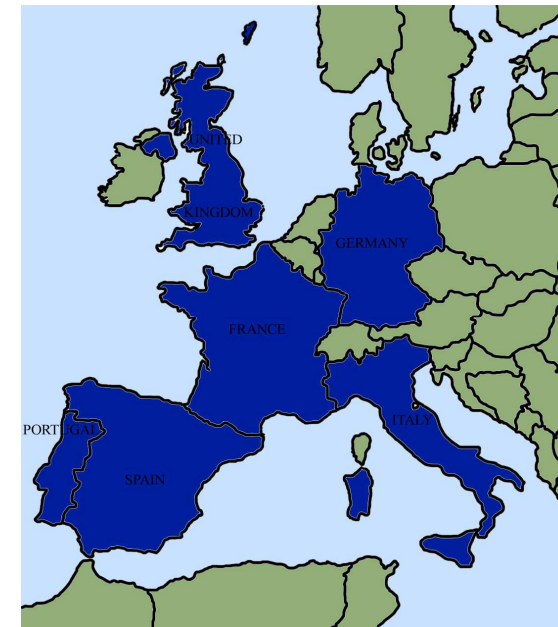 UNITED
KINGDOM
GERMANY
FRANCE
ITALY
PORTUGAL
SPAIN